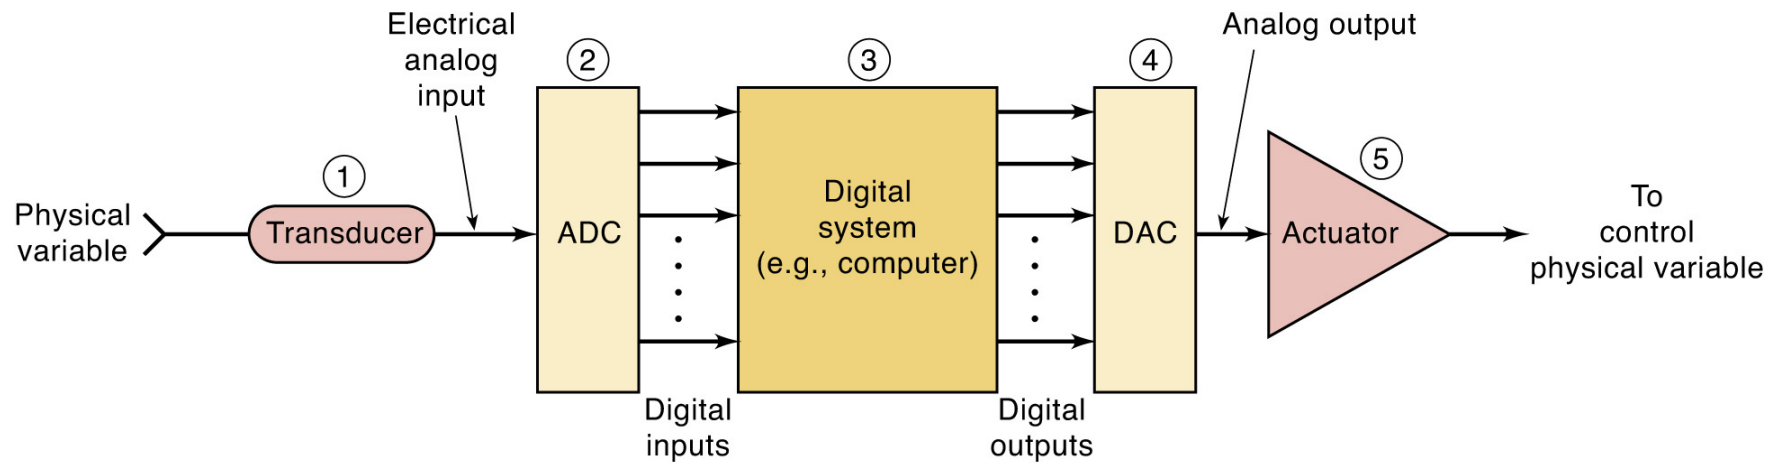 Physical
variable
1
Transducer
Electrical
analog
input
2
ADC
Digital
inputs
3
Digital
system
(e.g., computer)
Digital
outputs
4
DAC
Analog output
5
Actuator
To
control
physical variable